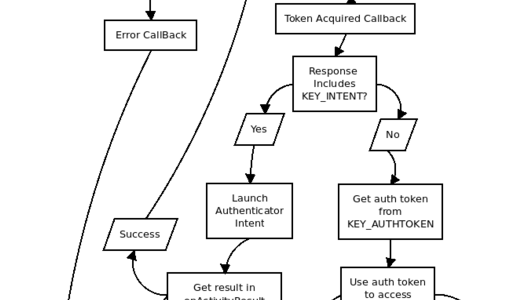 Token Acquired Callback
Error CallBack
Response
Includes
KEY_INTENT?
Yes
No
Launch
Authenticator
Intent
Get auth token
from
KEY_AUTHTOKEN
Success
Get result in
onActivityResult
Use auth token
to access